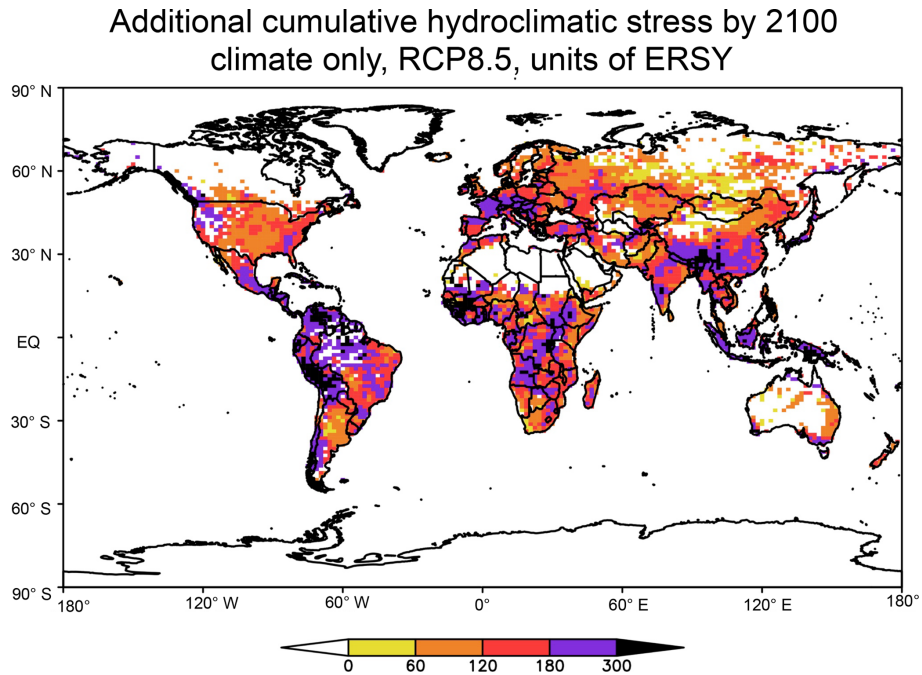 Additional cumulative hydroclimatic stress by 2100
climate only, RCP8.5, units of ERSY
90° N
60° N
30° N
EQ
30° S
60° S
90° S
180° 120° W 60° W 0° 60° E 120° E 180°
0 60 120 180 300